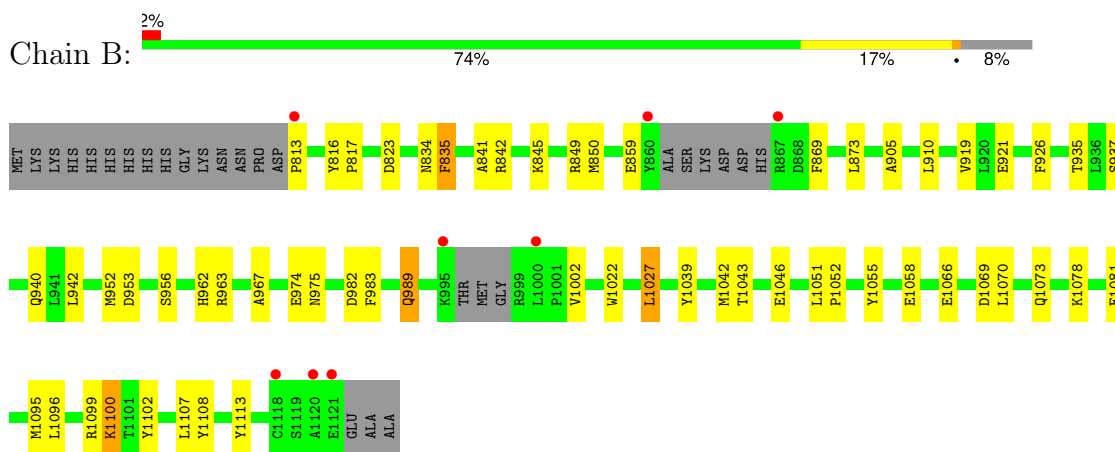 2%
Chain B:
74% 17% • 8%
MET LYS LYS HIS HIS HIS HIS HIS HIS GLY LYS ASN ASN PRO ASP P813 Y816 P817 D823 N834 F835 A841 R842 K845 R849 M850 E859 Y860 ALA SER LYS ASP ASP HIS R867 D868 F869 L873 A905 L910 V919 L920 E921 F926 T935 L936 S937
Q940 L941 L942 M952 D953 S956 H962 R963 A967 E974 N975 D982 F983 Q989 K995 THR MET GLY R999 L1000 P1001 V1002 W1022 L1027 Y1039 M1042 T1043 E1046 L1051 P1052 Y1055 E1058 E1066 D1069 L1070 Q1073 K1078
M1095 L1096 R1099 K1100 T1101 Y1102 L1107 Y1108 Y1113 C1118 S1119 A1120 E1121 GLU ALA ALA